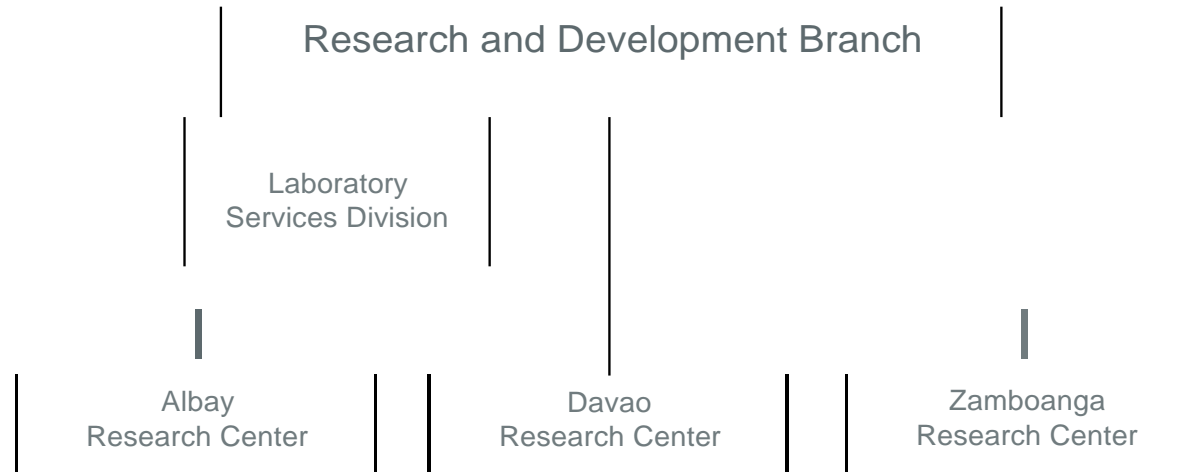 Research and Development Branch
Laboratory
Services Division
Albay
Research Center
Davao
Research Center
Zamboanga
Research Center